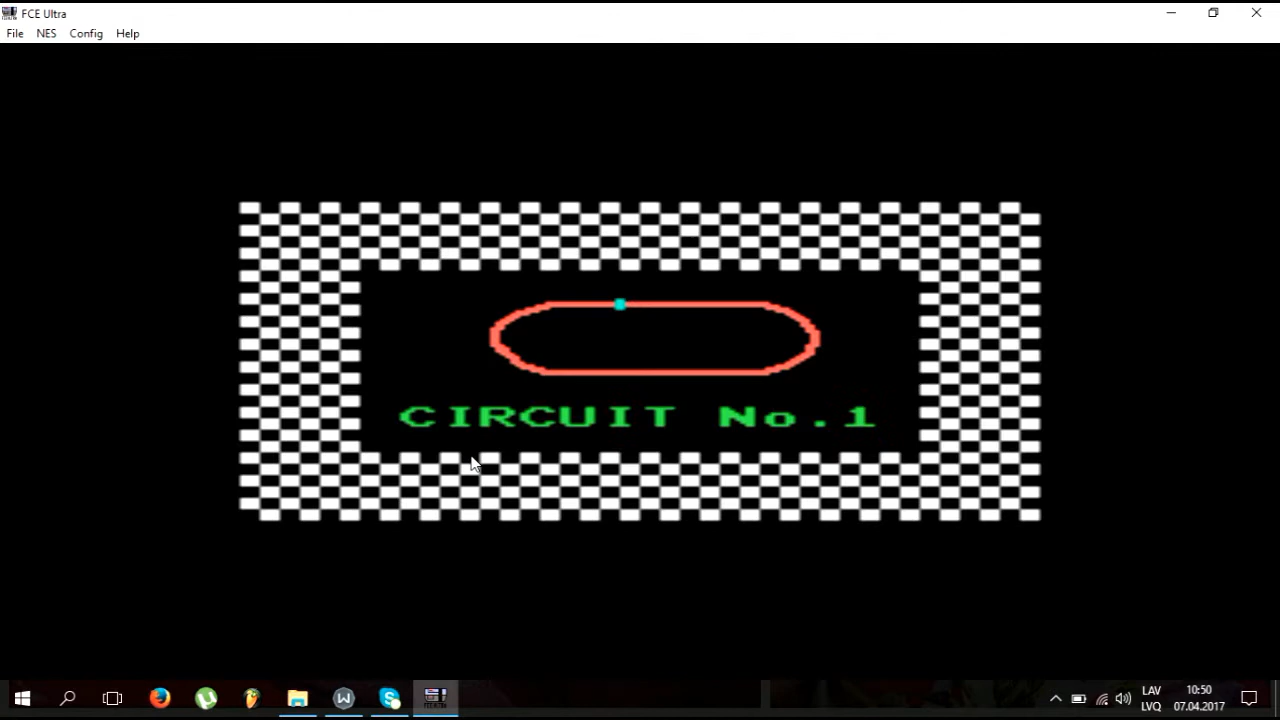 FCE Ultra
File NES Config Help
CIRCUIT No.1
LAV 10:50
LVQ 07.04.2017